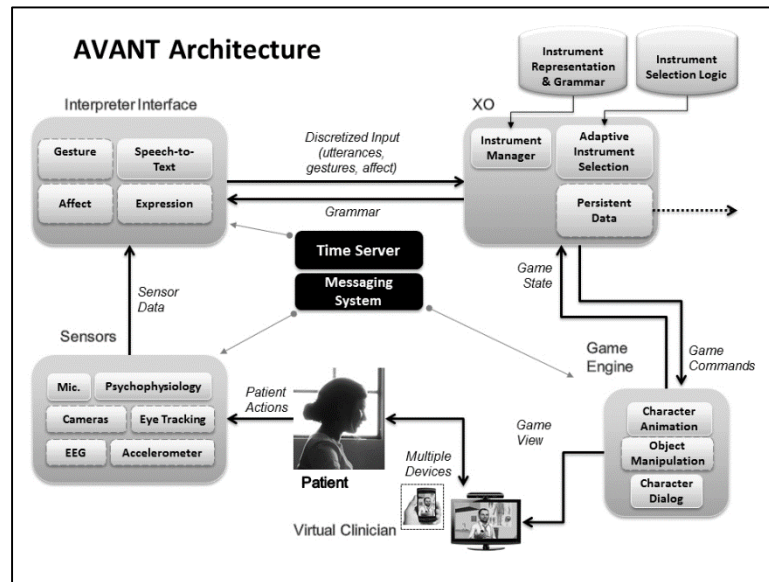 AVANT Architecture
Instrument
Representation
& Grammar
Instrument
Selection Logic
Interpreter Interface
Gesture
Speech-to-
Text
Affect
Expression
Discretized Input
(utterances,
gestures, affect)
Grammar
XO
Instrument
Manager
Adaptive
Instrument
Selection
Persistent
Data
Time Server
Messaging
System
Sensor
Data
Game
State
Game
Commands
Sensors
Mic.
Psychophysiology
Cameras
Eye Tracking
EEG
Accelerometer
Patient
Actions
Patient
Multiple
Devices
Virtual Clinician
Game
View
Game
Engine
Character
Animation
Object
Manipulation
Character
Dialog